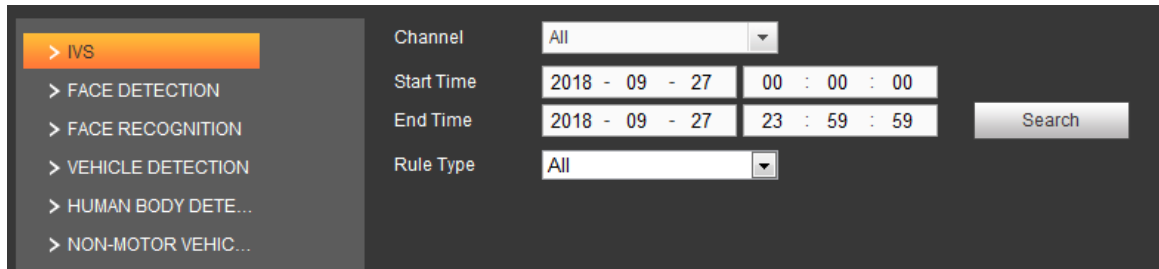 > IVS
> FACE DETECTION
> FACE RECOGNITION
> VEHICLE DETECTION
> HUMAN BODY DETE...
> NON-MOTOR VEHIC...
Channel All
Start Time 2018 - 09 - 27 00 : 00 : 00
End Time 2018 - 09 - 27 23 : 59 : 59 Search
Rule Type All